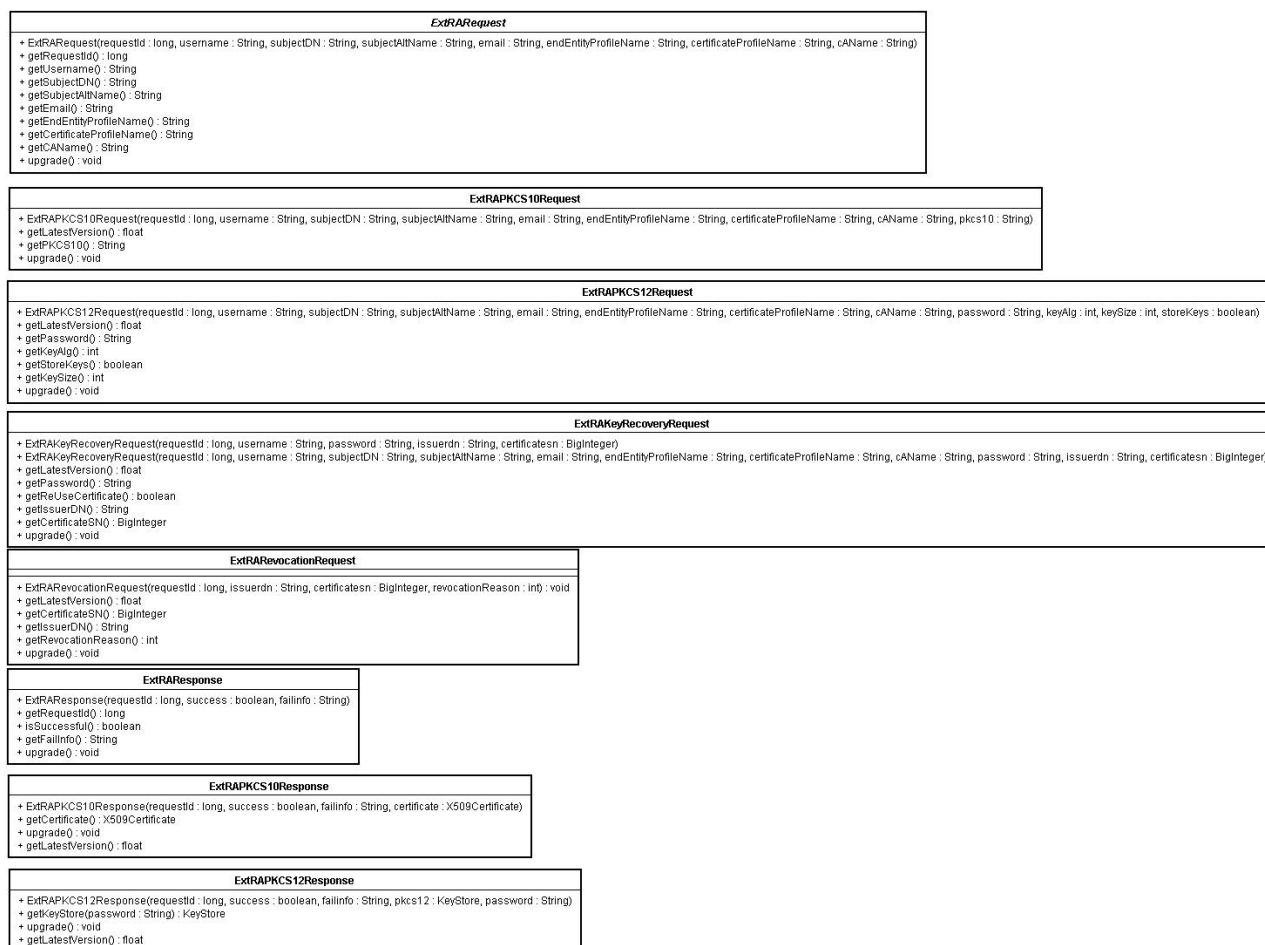 ExtRARequest
+ ExtRARequest(requestId : long, username : String, subjectDN : String, subjectAltName : String, email : String, endEntityProfileName : String, certificateProfileName : String, cAName : String)
+ getRequestId() : long
+ getUsername() : String
+ getSubjectDN() : String
+ getSubjectAltName() : String
+ getEmail() : String
+ getEndEntityProfileName() : String
+ getCertificateProfileName() : String
+ getCAName() : String
+ upgrade() : void
ExtRAPKCS10Request
+ ExtRAPKCS10Request(requestId : long, username : String, subjectDN : String, subjectAltName : String, email : String, endEntityProfileName : String, certificateProfileName : String, cAName : String, pkcs10 : String)
+ getLatestVersion() : float
+ getPKCS10() : String
+ upgrade() : void
ExtRAPKCS12Request
+ ExtRAPKCS12Request(requestId : long, username : String, subjectDN : String, subjectAltName : String, email : String, endEntityProfileName : String, certificateProfileName : String, cAName : String, password : String, keyAlg : int, keySize : int, storeKeys : boolean)
+ getLatestVersion() : float
+ getPassword() : String
+ getKeyAlg() : int
+ getStoreKeys() : boolean
+ getKeySize() : int
+ upgrade() : void
ExtRAKeyRecoveryRequest
+ ExtRAKeyRecoveryRequest(requestId : long, username : String, password : String, issuerdn : String, certificatesn : BigInteger)
+ ExtRAKeyRecoveryRequest(requestId : long, username : String, subjectDN : String, subjectAltName : String, email : String, endEntityProfileName : String, certificateProfileName : String, cAName : String, password : String, issuerdn : String, certificatesn : BigInteger)
+ getLatestVersion() : float
+ getPassword() : String
+ getReUseCertificate() : boolean
+ getIssuerDN() : String
+ getCertificateSN() : BigInteger
+ upgrade() : void
ExtRARevocationRequest
+ ExtRARevocationRequest(requestId : long, issuerdn : String, certificatesn : BigInteger, revocationReason : int) : void
+ getLatestVersion() : float
+ getCertificateSN() : BigInteger
+ getIssuerDN() : String
+ getRevocationReason() : int
+ upgrade() : void
ExtRAResponse
+ ExtRAResponse(requestId : long, success : boolean, failinfo : String)
+ getRequestId() : long
+ isSuccessful() : boolean
+ getFailInfo() : String
+ upgrade() : void
ExtRAPKCS10Response
+ ExtRAPKCS10Response(requestId : long, success : boolean, failinfo : String, certificate : X509Certificate)
+ getCertificate() : X509Certificate
+ upgrade() : void
+ getLatestVersion() : float
ExtRAPKCS12Response
+ ExtRAPKCS12Response(requestId : long, success : boolean, failinfo : String, pkcs12 : KeyStore, password : String)
+ getKeyStore(password : String) : KeyStore
+ upgrade() : void
+ getLatestVersion() : float